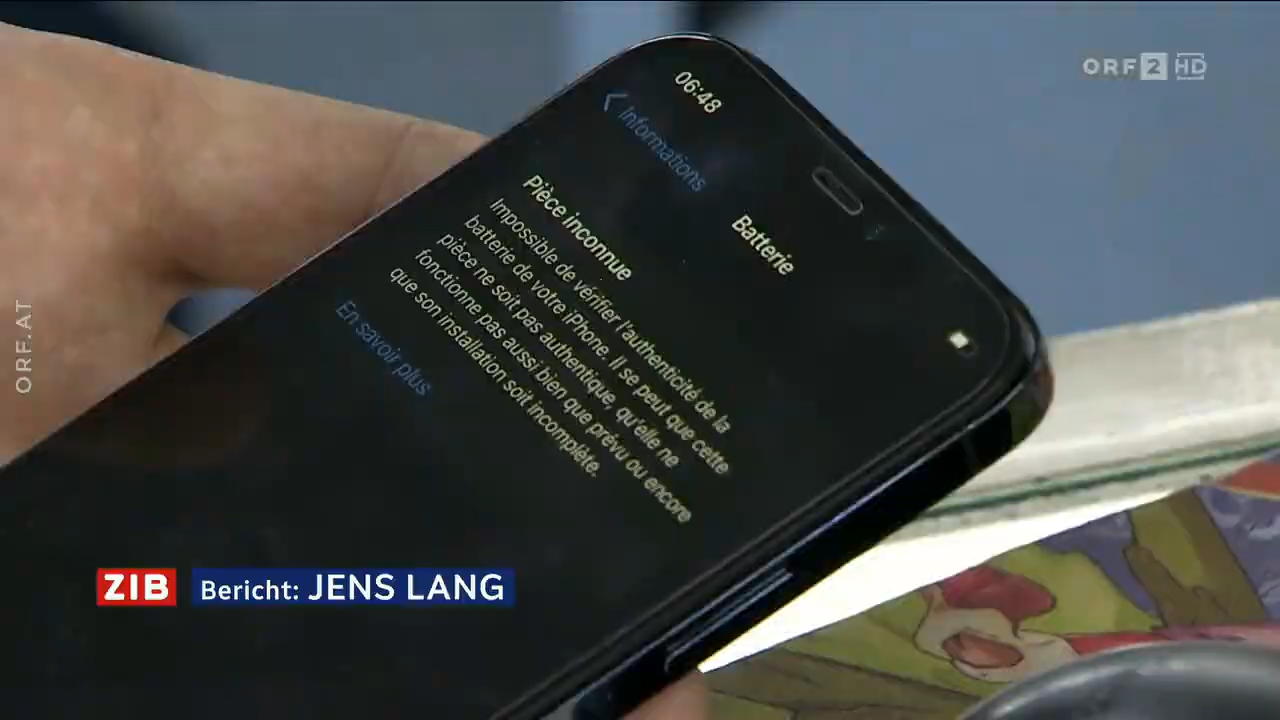 ORF 2 HD
06:48
Informations
Batterie
Pièce inconnue
Impossible de vérifier l'authenticité de la
batterie de votre iPhone. Il se peut que cette
pièce ne soit pas authentique, qu'elle ne
fonctionne pas aussi bien que prévu ou encore
que son installation soit incomplète.
En savoir plus
ORF.AT
ZIB Bericht: JENS LANG